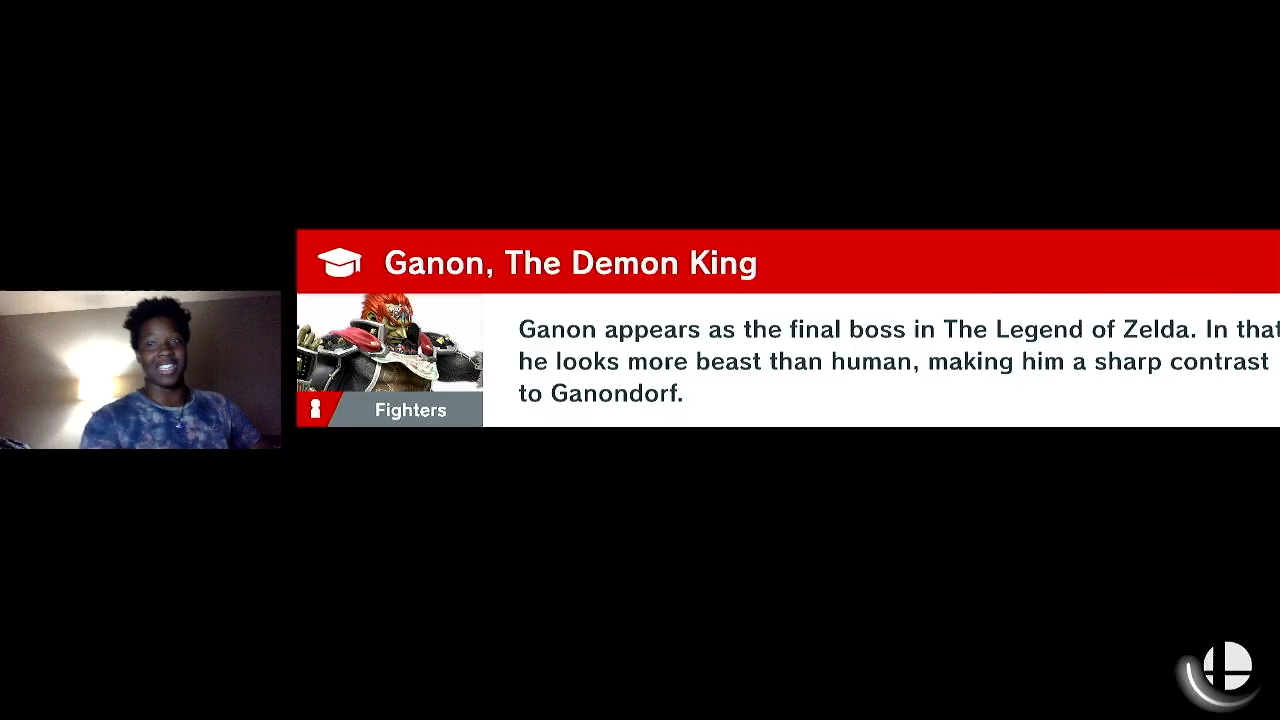 Ganon, The Demon King
Ganon appears as the final boss in The Legend of Zelda. In that
he looks more beast than human, making him a sharp contrast
to Ganondorf.
Fighters